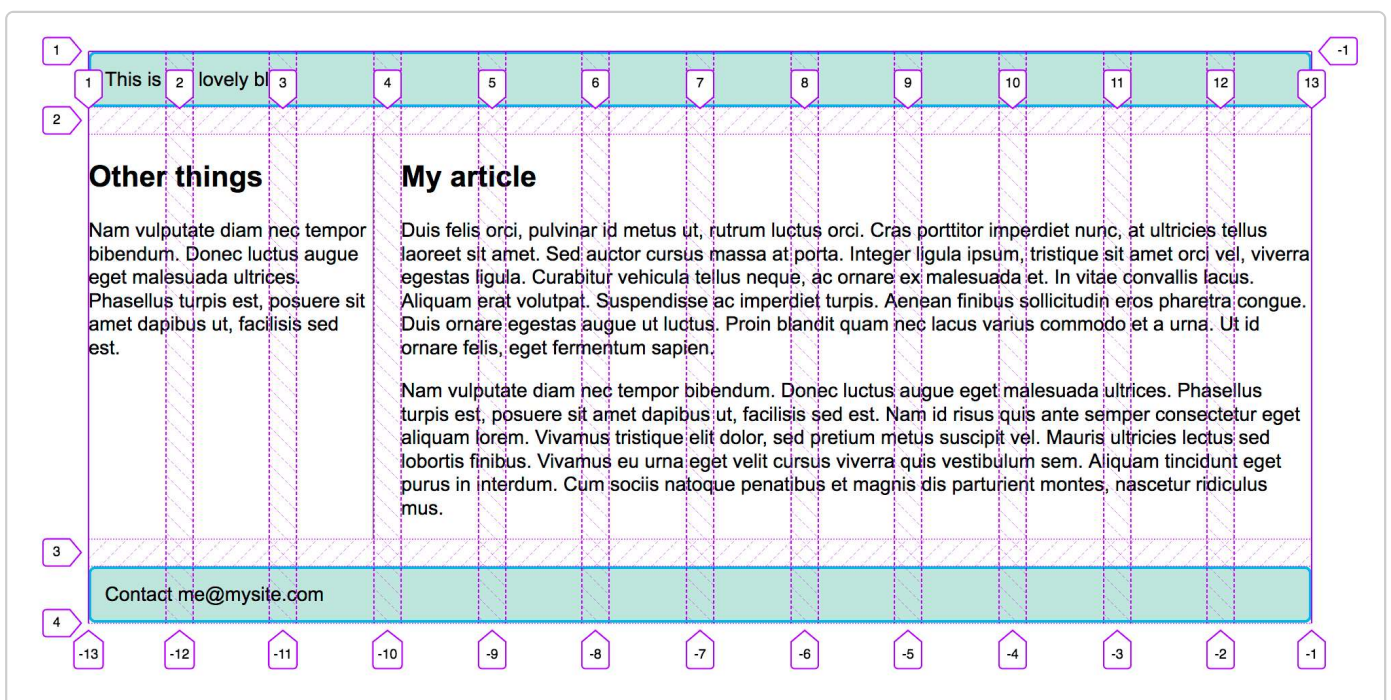 1
-1
1 This is 2 lovely bl 3 4 5 6 7 8 9 10 11 12 13
2
Other things
Nam vulputate diam nec tempor
bibendum. Donec luctus augue
eget malesuada ultrices.
Phasellus turpis est, posuere sit
amet dapibus ut, facilisis sed
est.
My article
Duis felis orci, pulvinar id metus ut, rutrum luctus orci. Cras porttitor imperdiet nunc, at ultricies tellus
laoreet sit amet. Sed auctor cursus massa at porta. Integer ligula ipsum, tristique sit amet orci vel, viverra
egestas ligula. Curabitur vehicula tellus neque, ac ornare ex malesuada et. In vitae convallis lacus.
Aliquam erat volutpat. Suspendisse ac imperdiet turpis. Aenean finibus sollicitudin eros pharetra congue.
Duis ornare egestas augue ut luctus. Proin blandit quam nec lacus varius commodo et a urna. Ut id
ornare felis, eget fermentum sapien.
Nam vulputate diam nec tempor bibendum. Donec luctus augue eget malesuada ultrices. Phasellus
turpis est, posuere sit amet dapibus ut, facilisis sed est. Nam id risus quis ante semper consectetur eget
aliquam lorem. Vivamus tristique elit dolor, sed pretium metus suscipit vel. Mauris ultricies lectus sed
lobortis finibus. Vivamus eu urna eget velit cursus viverra quis vestibulum sem. Aliquam tincidunt eget
purus in interdum. Cum sociis natoque penatibus et magnis dis parturient montes, nascetur ridiculus
mus.
3
Contact me@mysite.com
4
-13 -12 -11 -10 -9 -8 -7 -6 -5 -4 -3 -2 -1